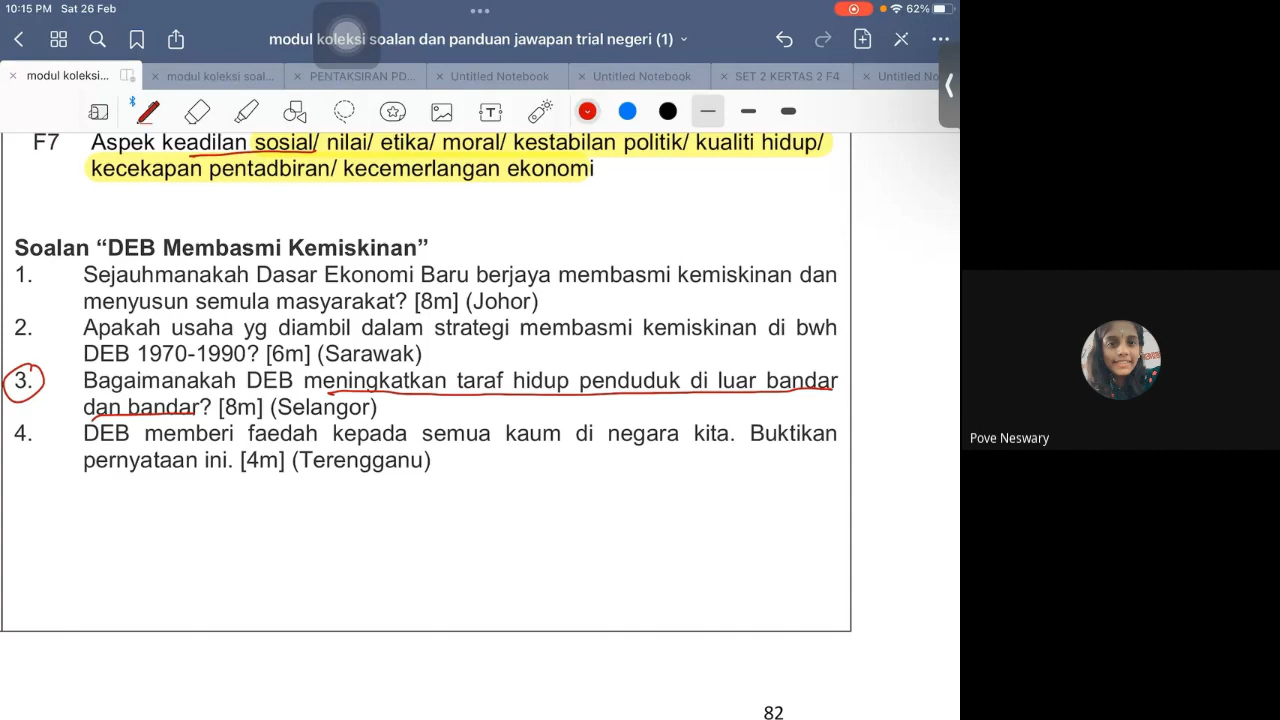 10:15 PM Sat 26 Feb
62%
modul koleksi soalan dan panduan jawapan trial negeri (1)
modul koleksi...
modul koleksi soal...
PENTAKSIRAN PD...
Untitled Notebook
Untitled Notebook
SET 2 KERTAS 2 F4
Untitled No
F7 Aspek keadilan sosial/ nilai/ etika/ moral/ kestabilan politik/ kualiti hidup/
kecekapan pentadbiran/ kecemerlangan ekonomi
Soalan “DEB Membasmi Kemiskinan”
1. Sejauhmanakah Dasar Ekonomi Baru berjaya membasmi kemiskinan dan
menyusun semula masyarakat? [8m] (Johor)
2. Apakah usaha yg diambil dalam strategi membasmi kemiskinan di bwh
DEB 1970-1990? [6m] (Sarawak)
3. Bagaimanakah DEB meningkatkan taraf hidup penduduk di luar bandar
dan bandar? [8m] (Selangor)
4. DEB memberi faedah kepada semua kaum di negara kita. Buktikan
pernyataan ini. [4m] (Terengganu)
82
Pove Neswary